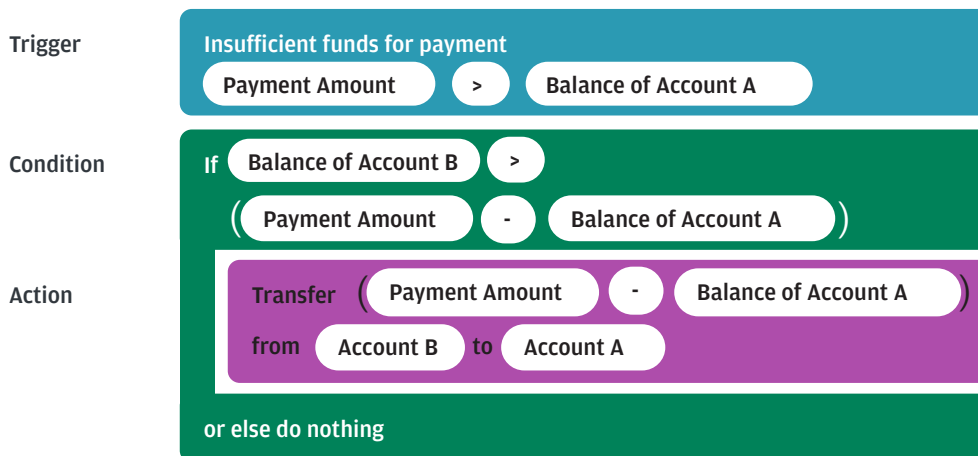 Trigger
Insufficient funds for payment
Payment Amount > Balance of Account A
Condition
If Balance of Account B >
(Payment Amount - Balance of Account A)
Action
Transfer (Payment Amount - Balance of Account A)
from Account B to Account A
or else do nothing